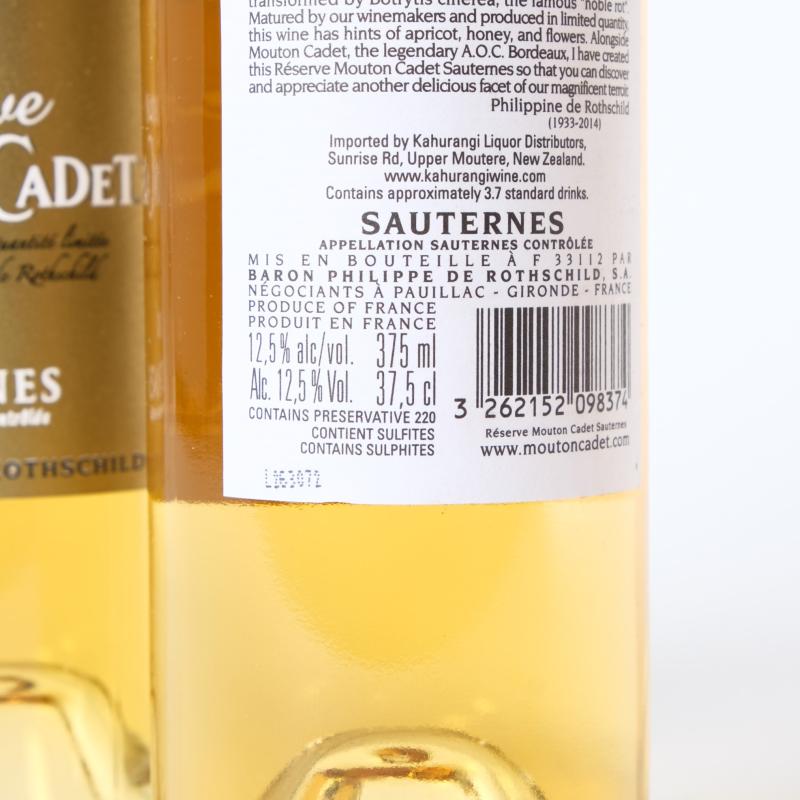 transformed by Botrytis cinerea, the famous "noble rot".
Matured by our winemakers and produced in limited quantity,
this wine has hints of apricot, honey, and flowers. Alongside
Mouton Cadet, the legendary A.O.C. Bordeaux, I have created
this Réserve Mouton Cadet Sauternes so that you can discover
and appreciate another delicious facet of our magnificent terroir.
Philippine de Rothschild
(1933-2014)
Imported by Kahurangi Liquor Distributors,
Sunrise Rd, Upper Moutere, New Zealand.
www.kahurangiwine.com
Contains approximately 3.7 standard drinks.
SAUTERNES
APPELLATION SAUTERNES CONTRÔLÉE
MIS EN BOUTEILLE À F 33112 PAR
BARON PHILIPPE DE ROTHSCHILD, S.A.
NÉGOCIANTS À PAUILLAC - GIRONDE - FRANCE
PRODUCE OF FRANCE
PRODUIT EN FRANCE
12,5% alc/vol. 375 ml
Alc. 12,5 % Vol. 37,5 cl
CONTAINS PRESERVATIVE 220
CONTIENT SULFITES
CONTAINS SULPHITES
3 262152 098374
Réserve Mouton Cadet Sauternes
www.moutoncadet.com
ve
CADET
quantité limitée
de Rothschild
NES
ROTHSCHILD